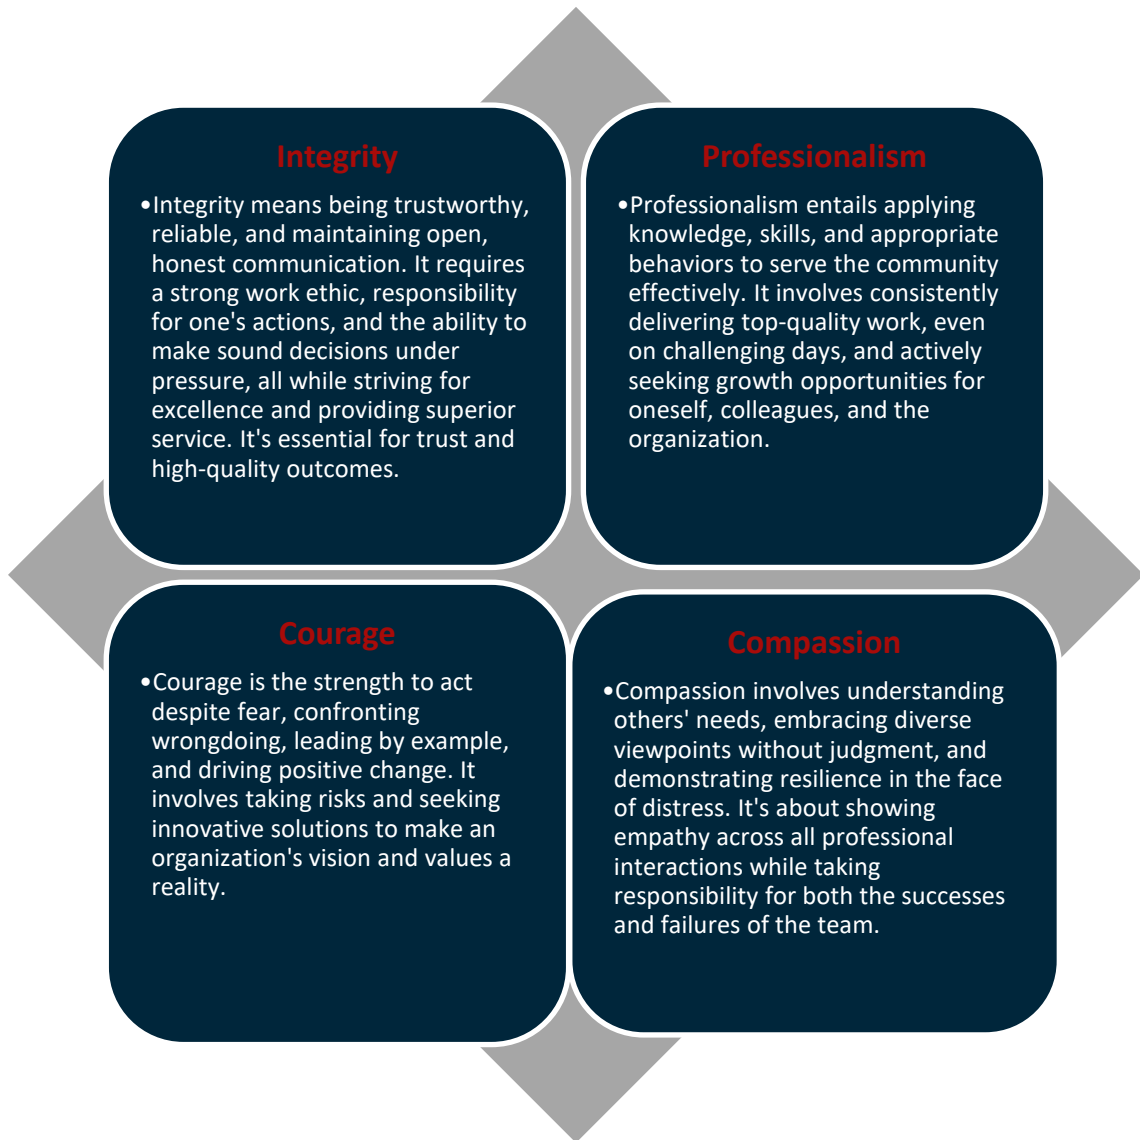 Integrity
•Integrity means being trustworthy,
reliable, and maintaining open,
honest communication. It requires
a strong work ethic, responsibility
for one's actions, and the ability to
make sound decisions under
pressure, all while striving for
excellence and providing superior
service. It's essential for trust and
high-quality outcomes.
Professionalism
•Professionalism entails applying
knowledge, skills, and appropriate
behaviors to serve the community
effectively. It involves consistently
delivering top-quality work, even
on challenging days, and actively
seeking growth opportunities for
oneself, colleagues, and the
organization.
Courage
•Courage is the strength to act
despite fear, confronting
wrongdoing, leading by example,
and driving positive change. It
involves taking risks and seeking
innovative solutions to make an
organization's vision and values a
reality.
Compassion
•Compassion involves understanding
others' needs, embracing diverse
viewpoints without judgment, and
demonstrating resilience in the face
of distress. It's about showing
empathy across all professional
interactions while taking
responsibility for both the successes
and failures of the team.